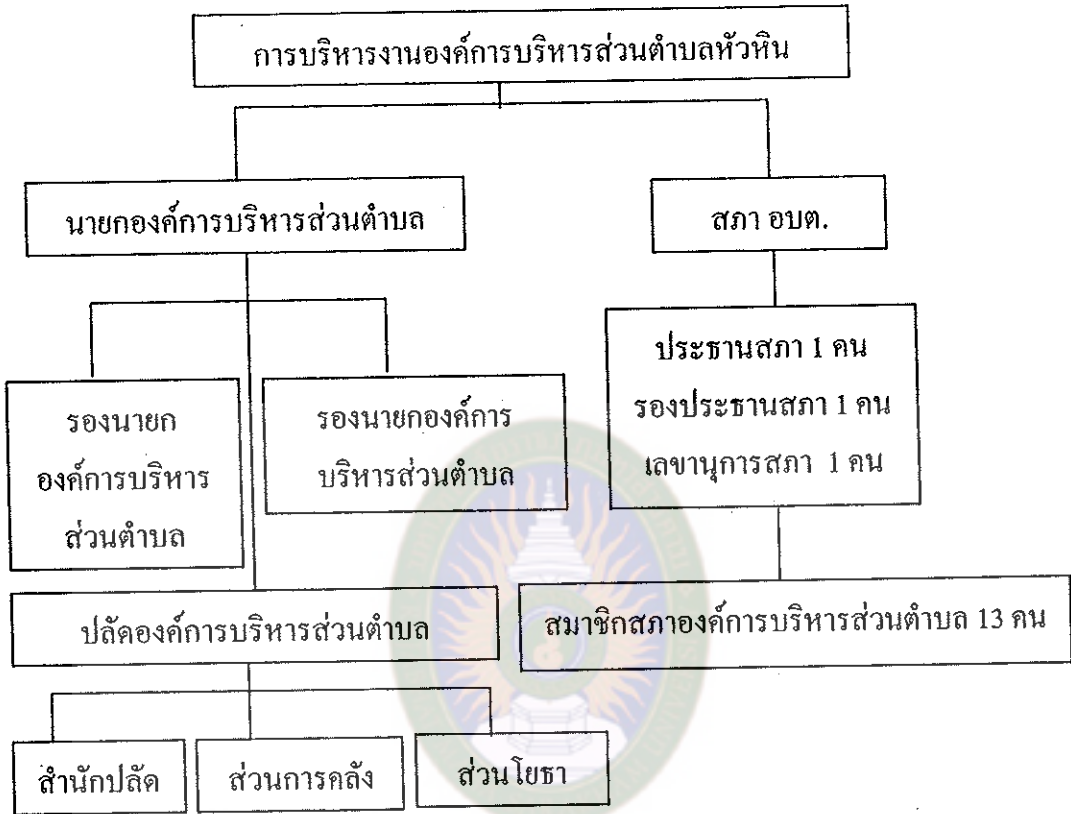 การบริหารงานองค์การบริหารส่วนตำบลหัวหิน
นายกองค์การบริหารส่วนตำบล
สภา อบต.
รองนายก
องค์การบริหาร
ส่วนตำบล
รองนายกองค์การ
บริหารส่วนตำบล
ประธานสภา 1 คน
รองประธานสภา 1 คน
เลขานุการสภา 1 คน
ปลัดองค์การบริหารส่วนตำบล
สมาชิกสภาองค์การบริหารส่วนตำบล 13 คน
สำนักปลัด
ส่วนการคลัง
ส่วนโยธา